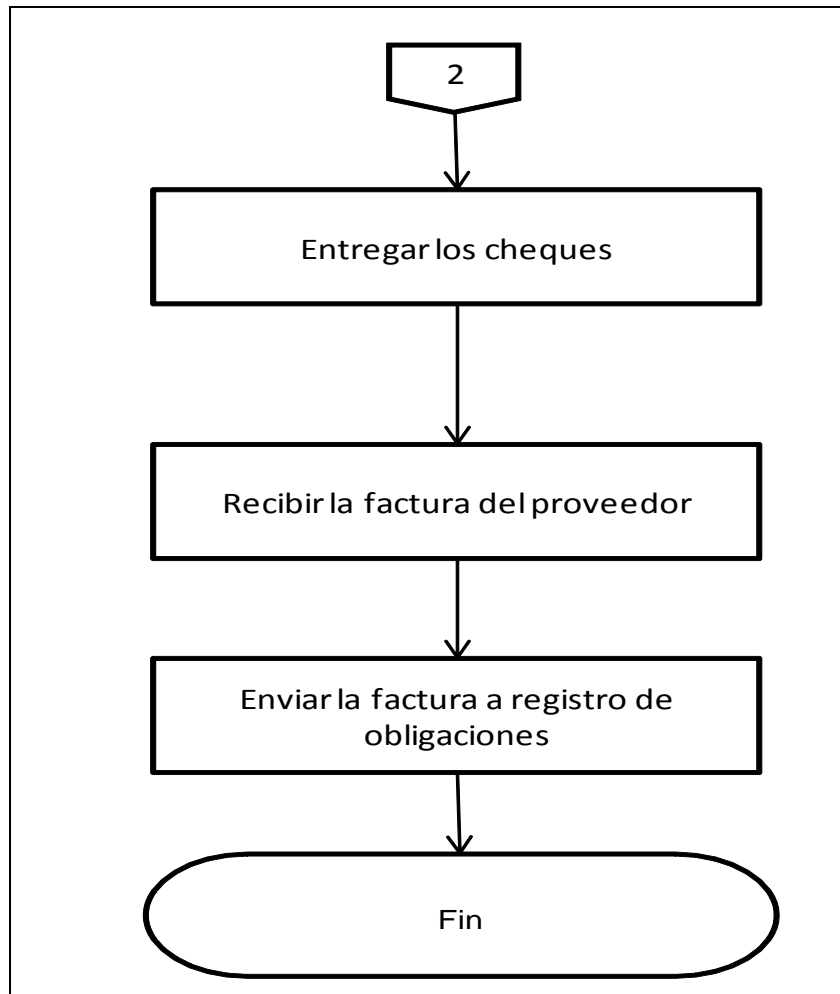 2
Entregar los cheques
Recibir la factura del proveedor
Enviar la factura a registro de
obligaciones
Fin